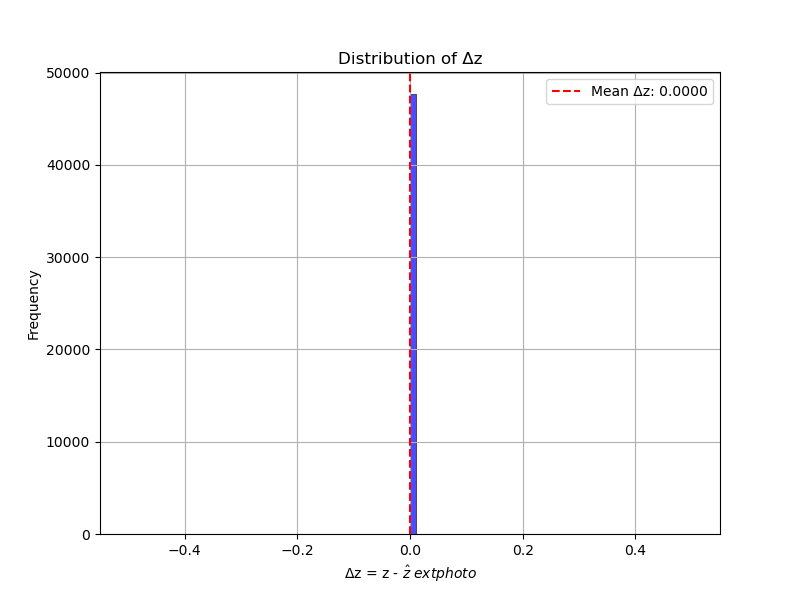 Distribution of Δz
Mean Δz: 0.0000
50000
40000
30000
20000
10000
0
Frequency
−0.4
−0.2
0.0
0.2
0.4
Δz = z - ẑ extphoto